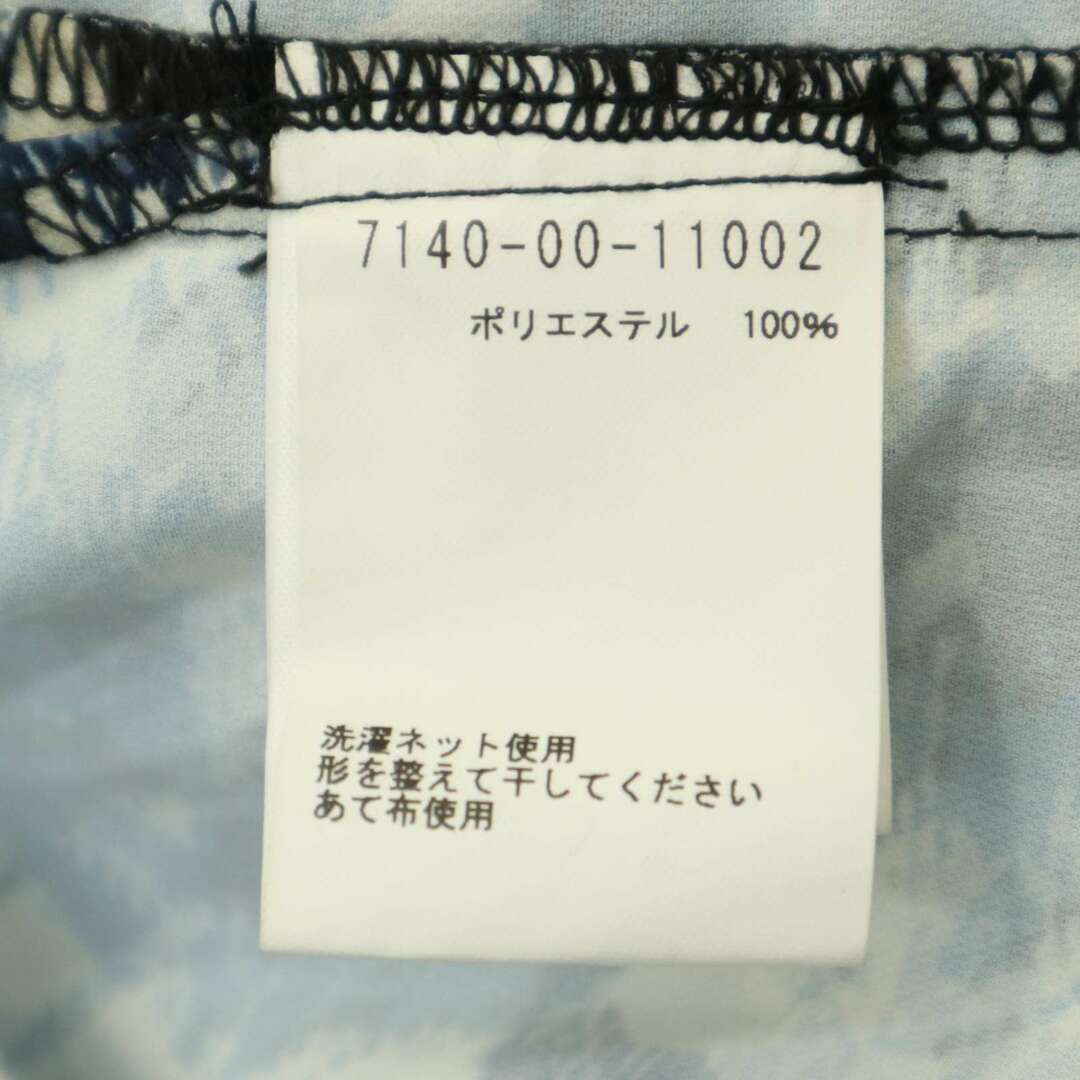 7140-00-11002
ポリエステル 100%
洗濯ネット使用
形を整えて干してください
あて布使用